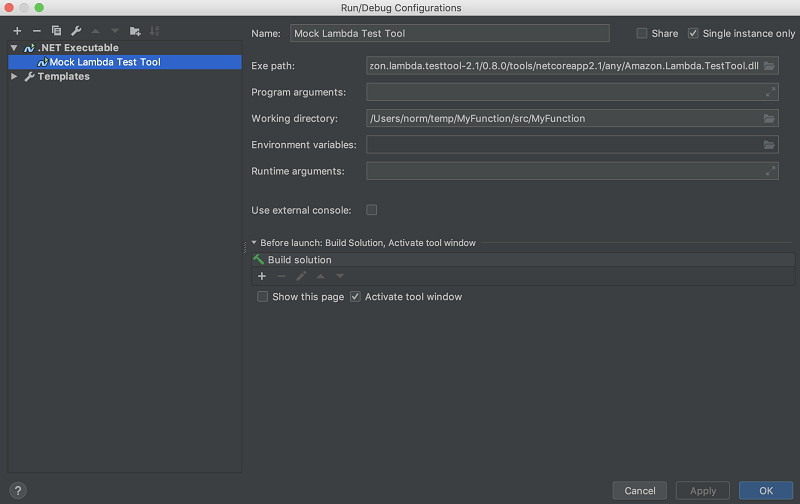 Run/Debug Configurations
.NET Executable
Mock Lambda Test Tool
Templates
Name: Mock Lambda Test Tool Share Single instance only
Exe path: zon.lambda.testtool-2.1/0.8.0/tools/netcoreapp2.1/any/Amazon.Lambda.TestTool.dll
Program arguments:
Working directory: /Users/norm/temp/MyFunction/src/MyFunction
Environment variables:
Runtime arguments:
Use external console:
Before launch: Build Solution, Activate tool window
Build solution
Show this page Activate tool window
? Cancel Apply OK